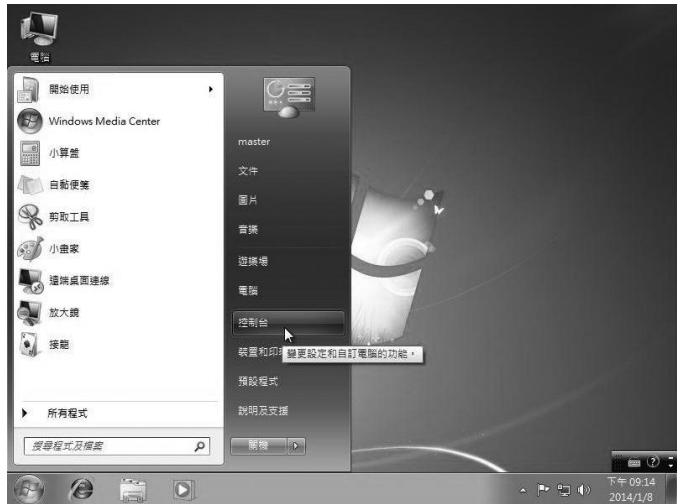 電腦
開始使用
Windows Media Center
小算盤
自動便箋
剪取工具
小畫家
遠端桌面連線
放大鏡
接龍
所有程式
搜尋程式及檔案
master
文件
圖片
音樂
遊樂場
電腦
控制台
裝置和印
變更設定和自訂電腦的功能。
預設程式
說明及支援
關機
下午 09:14
2014/1/8